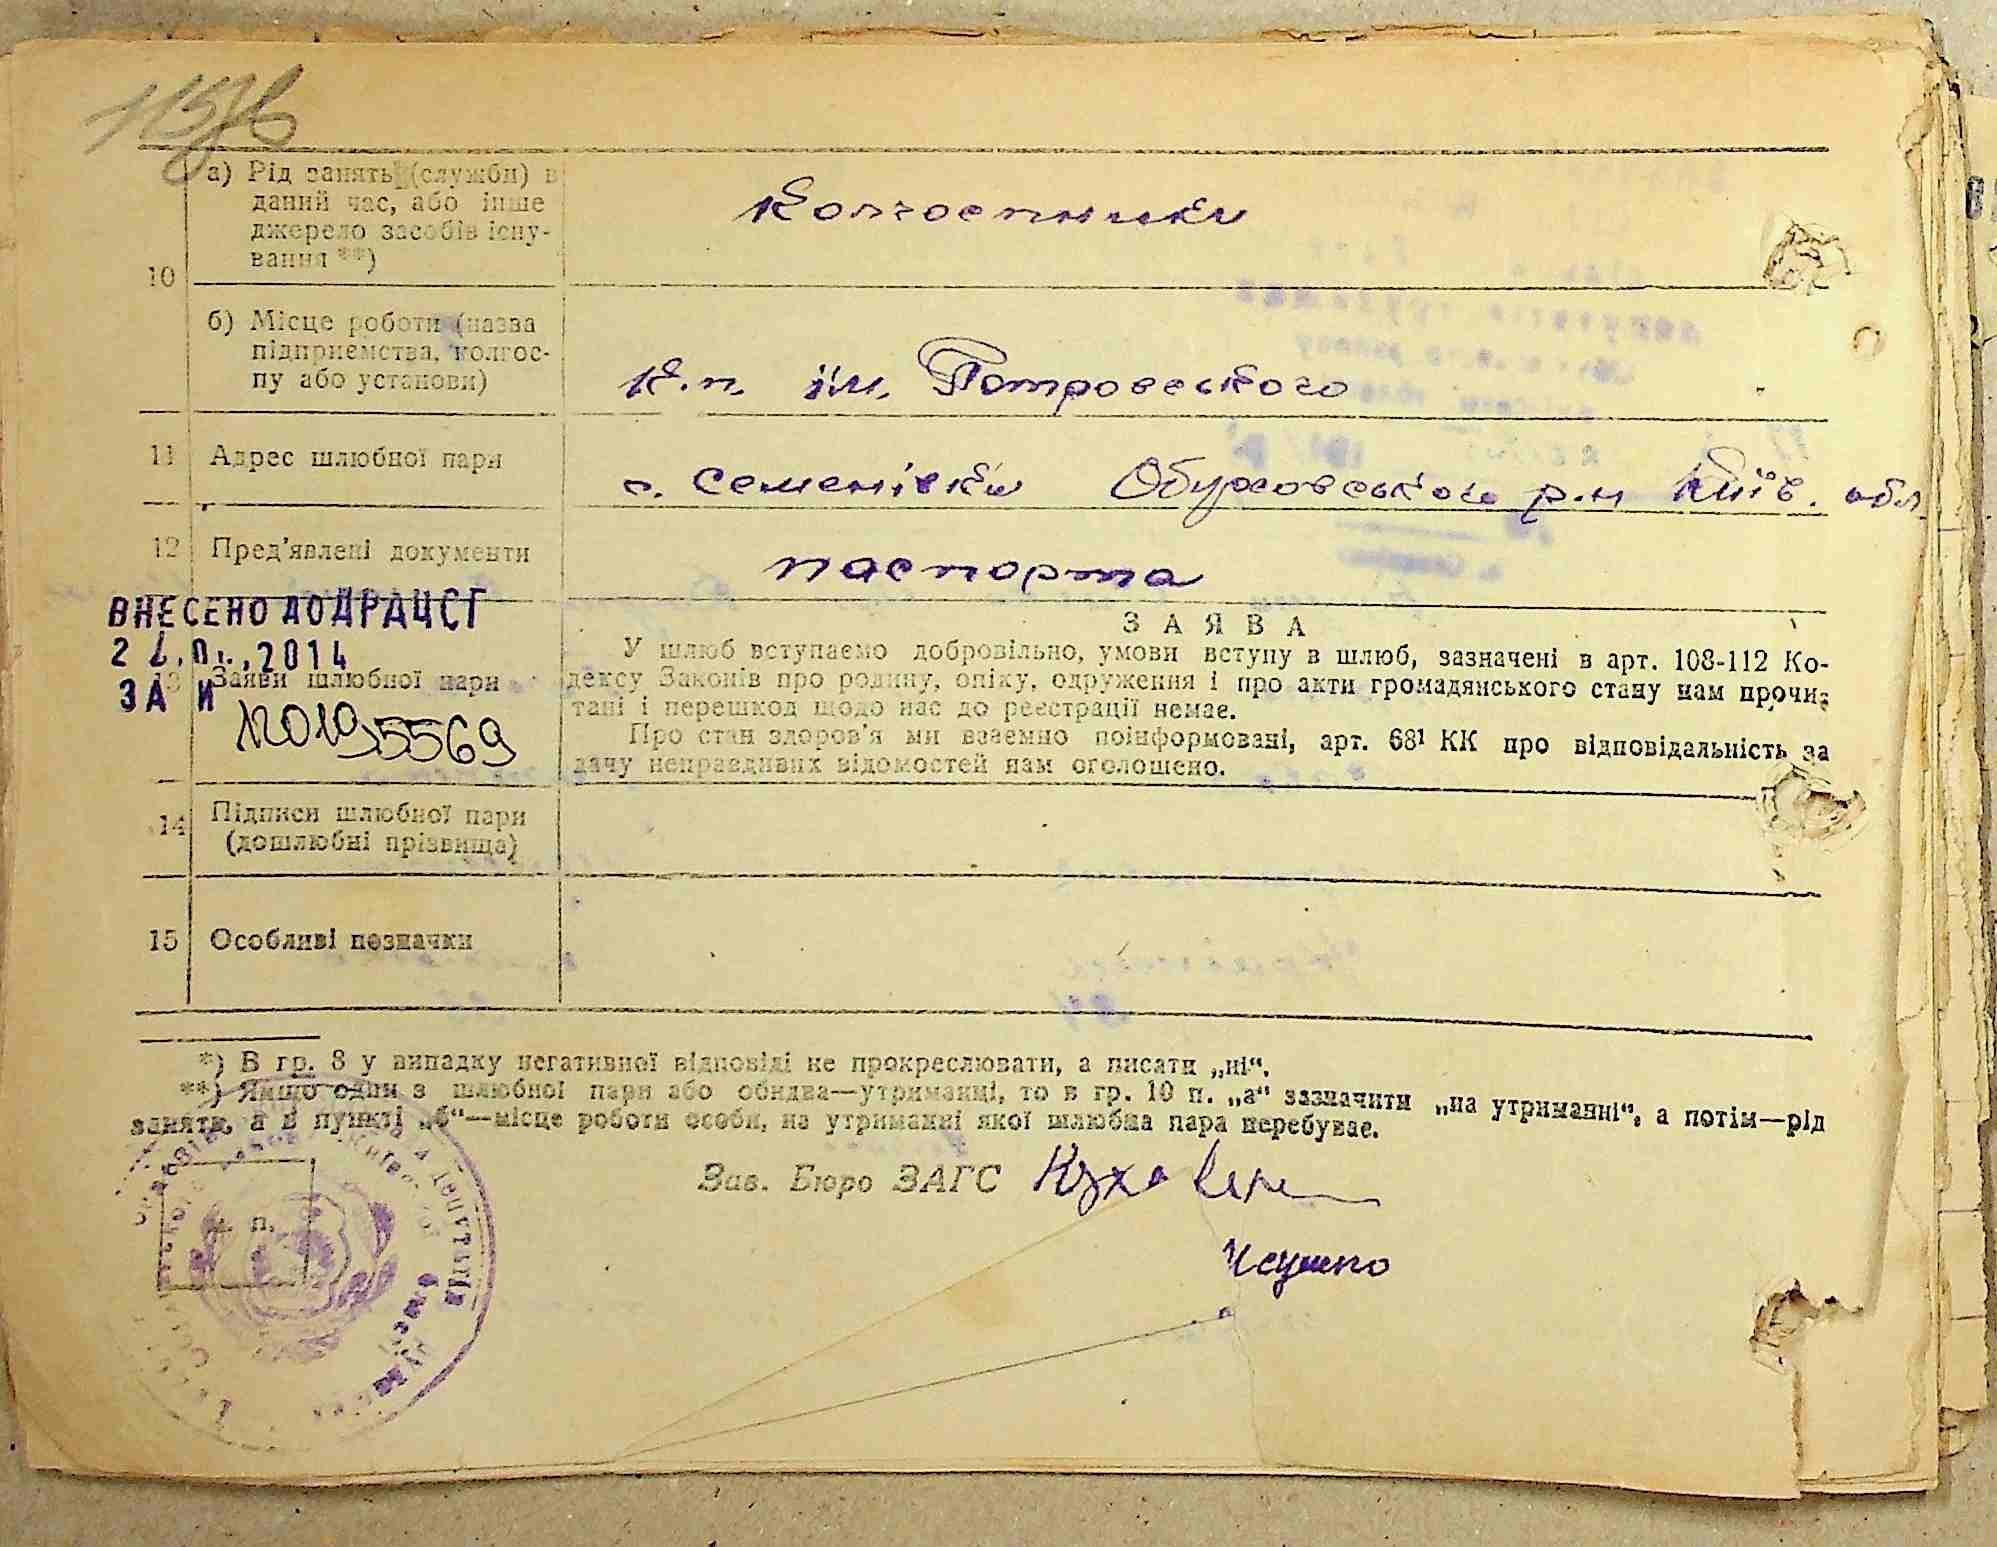 а) Рід занять (служби) в
даний час, або інше
джерело засобів існу-
вання **)
Колгоспники
10
б) Місце роботи (назва
підприємства, колгос-
пу або установи)
к.п. ім. Петровського
11 Адрес шлюбної пари
с. Семенівка ОбухОвського р.н Київ. обл
12 Пред'явлені документи
паспорта
ВНЕСЕНО ДО ДРАЦСГ
2014
ЗА И
13 Заяви шлюбної пари
ЗАЯВА
У шлюб вступаємо добровільно, умови вступу в шлюб, зазначені в арт. 108-112 Ко-
дексу Законів про родину, опіку, одруження і про акти громадянського стану нам прочи-
тані і перешкод щодо нас до реєстрації немає.
Про стан здоров'я ми взаємно поінформовані, арт. 68¹ КК про відповідальність за
дачу неправдивих відомостей нам оголошено.
14 Підписи шлюбної пари
(дошлюбні прізвища)
15 Особливі позначки
*) В гр. 8 у випадку негативної відповіді не прокреслювати, а писати „ні“.
**) Якщо один з шлюбної пари або обидва—утриманці, то в гр. 10 п. „а“ зазначити „на утриманні“, а потім—рід
занять, а в пункті „б“—місце роботи особи, на утриманні якої шлюбна пара перебуває.
п.
Зав. Бюро ЗАГС